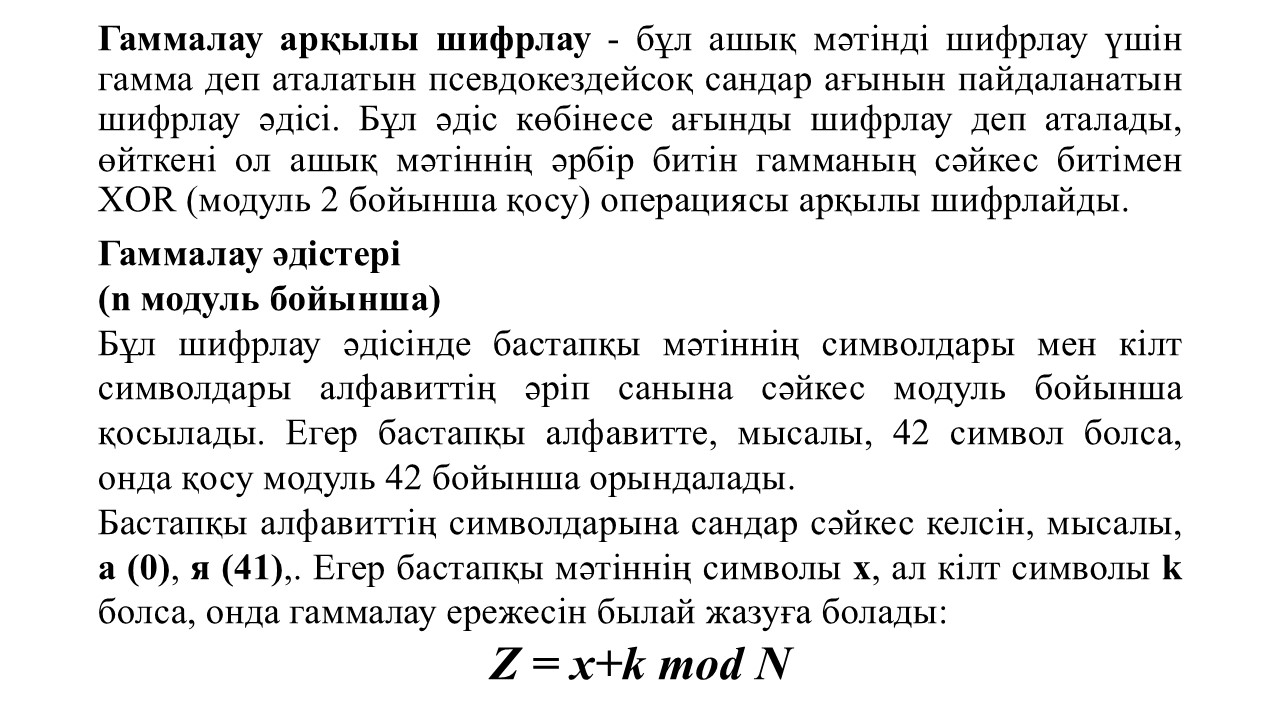 Гаммалау арқылы шифрлау - бұл ашық мәтінді шифрлау үшін
гамма деп аталатын псевдокездейсоқ сандар ағынын пайдаланатын
шифрлау әдісі. Бұл әдіс көбінесе ағынды шифрлау деп аталады,
өйткені ол ашық мәтіннің әрбір битін гамманың сәйкес битімен
XOR (модуль 2 бойынша қосу) операциясы арқылы шифрлайды.
Гаммалау әдістері
(n модуль бойынша)
Бұл шифрлау әдісінде бастапқы мәтіннің символдары мен кілт
символдары алфавиттің әріп санына сәйкес модуль бойынша
қосылады. Егер бастапқы алфавитте, мысалы, 42 символ болса,
онда қосу модуль 42 бойынша орындалады.
Бастапқы алфавиттің символдарына сандар сәйкес келсін, мысалы,
а (0), я (41),. Егер бастапқы мәтіннің символы x, ал кілт символы k
болса, онда гаммалау ережесін былай жазуға болады:
Z = x+k mod N